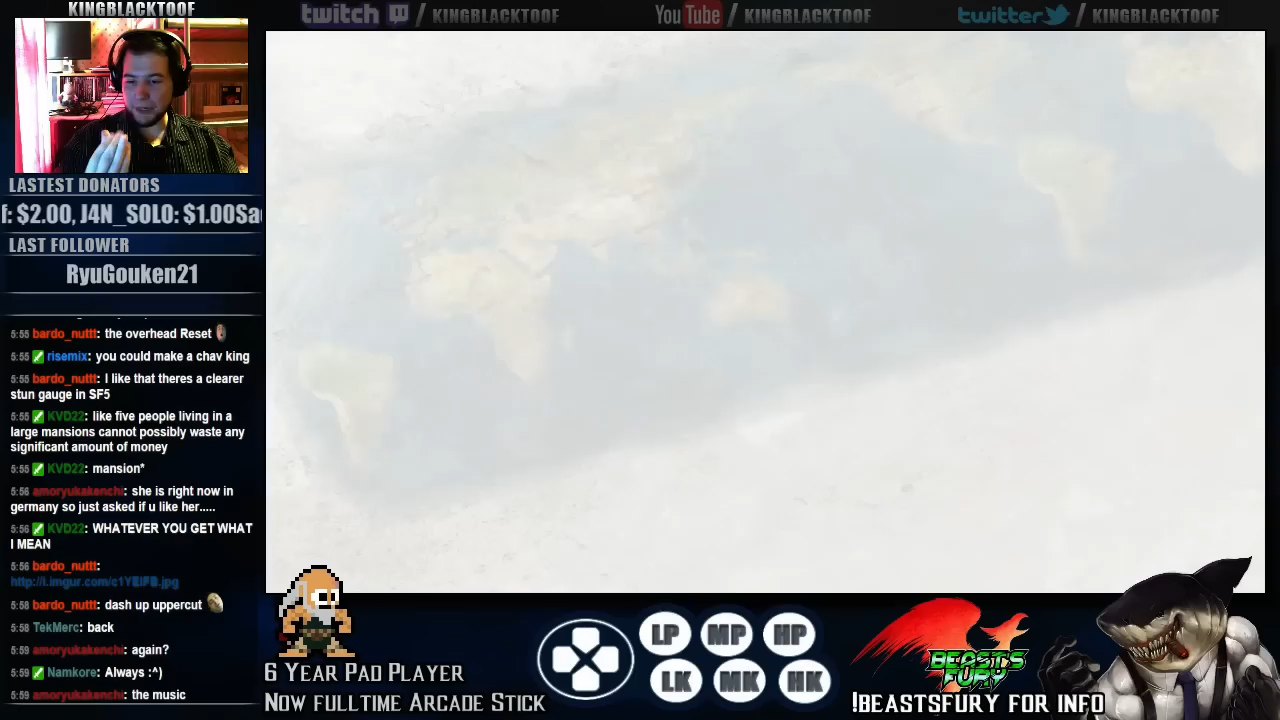 KINGBLACKTOOF
twitch / KINGBLACKTOOF
YouTube / KINGBLACKTOOF
twitter / KINGBLACKTOOF
LASTEST DONATORS
f: $2.00, J4N_SOLO: $1.00Sa
LAST FOLLOWER
RyuGouken21
5:55 bardo_nuttt: the overhead Reset
5:55 risemix: you could make a chav king
5:55 bardo_nuttt: I like that theres a clearer
stun gauge in SF5
5:55 KVD22: like five people living in a
large mansions cannot possibly waste any
significant amount of money
5:55 KVD22: mansion*
5:56 amoryukakenchi: she is right now in
germany so just asked if u like her.....
5:56 KVD22: WHATEVER YOU GET WHAT
I MEAN
5:56 bardo_nuttt:
5:58 bardo_nuttt: dash up uppercut
5:58 TekMerc: back
5:59 amoryukakenchi: again?
5:59 Namkore: Always :^)
5:59 amoryukakenchi: the music
6 YEAR PAD PLAYER
NOW FULLTIME ARCADE STICK
LP MP HP
LK MK HK
BEAST'S
FURY
!BEASTSFURY FOR INFO